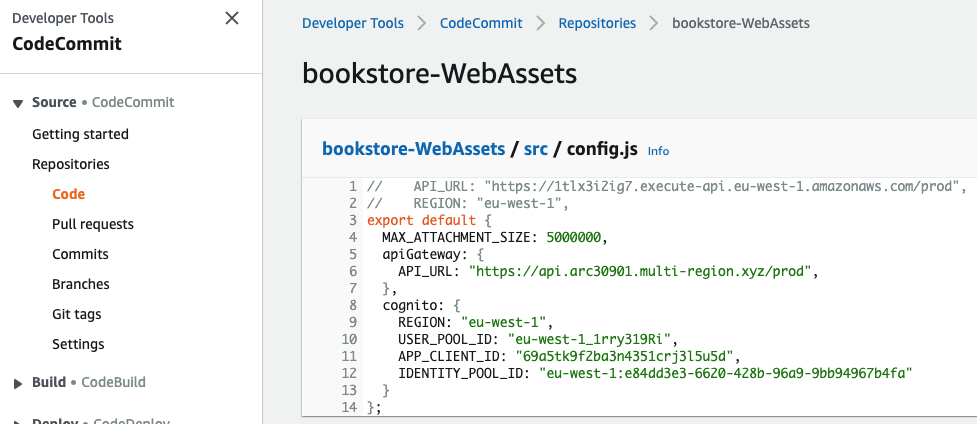 Developer Tools
CodeCommit
Source • CodeCommit
Getting started
Repositories
Code
Pull requests
Commits
Branches
Git tags
Settings
Build • CodeBuild
Deploy • CodeDeploy
Developer Tools > CodeCommit > Repositories > bookstore-WebAssets
bookstore-WebAssets
bookstore-WebAssets / src / config.js Info
1 //    API_URL: "https://1tlx3i2ig7.execute-api.eu-west-1.amazonaws.com/prod",
2 //    REGION: "eu-west-1",
3 export default {
4   MAX_ATTACHMENT_SIZE: 5000000,
5   apiGateway: {
6     API_URL: "https://api.arc30901.multi-region.xyz/prod",
7   },
8   cognito: {
9     REGION: "eu-west-1",
10     USER_POOL_ID: "eu-west-1_1rry319Ri",
11     APP_CLIENT_ID: "69a5tk9f2ba3n4351crj3l5u5d",
12     IDENTITY_POOL_ID: "eu-west-1:e84dd3e3-6620-428b-96a9-9bb94967b4fa"
13   }
14 };